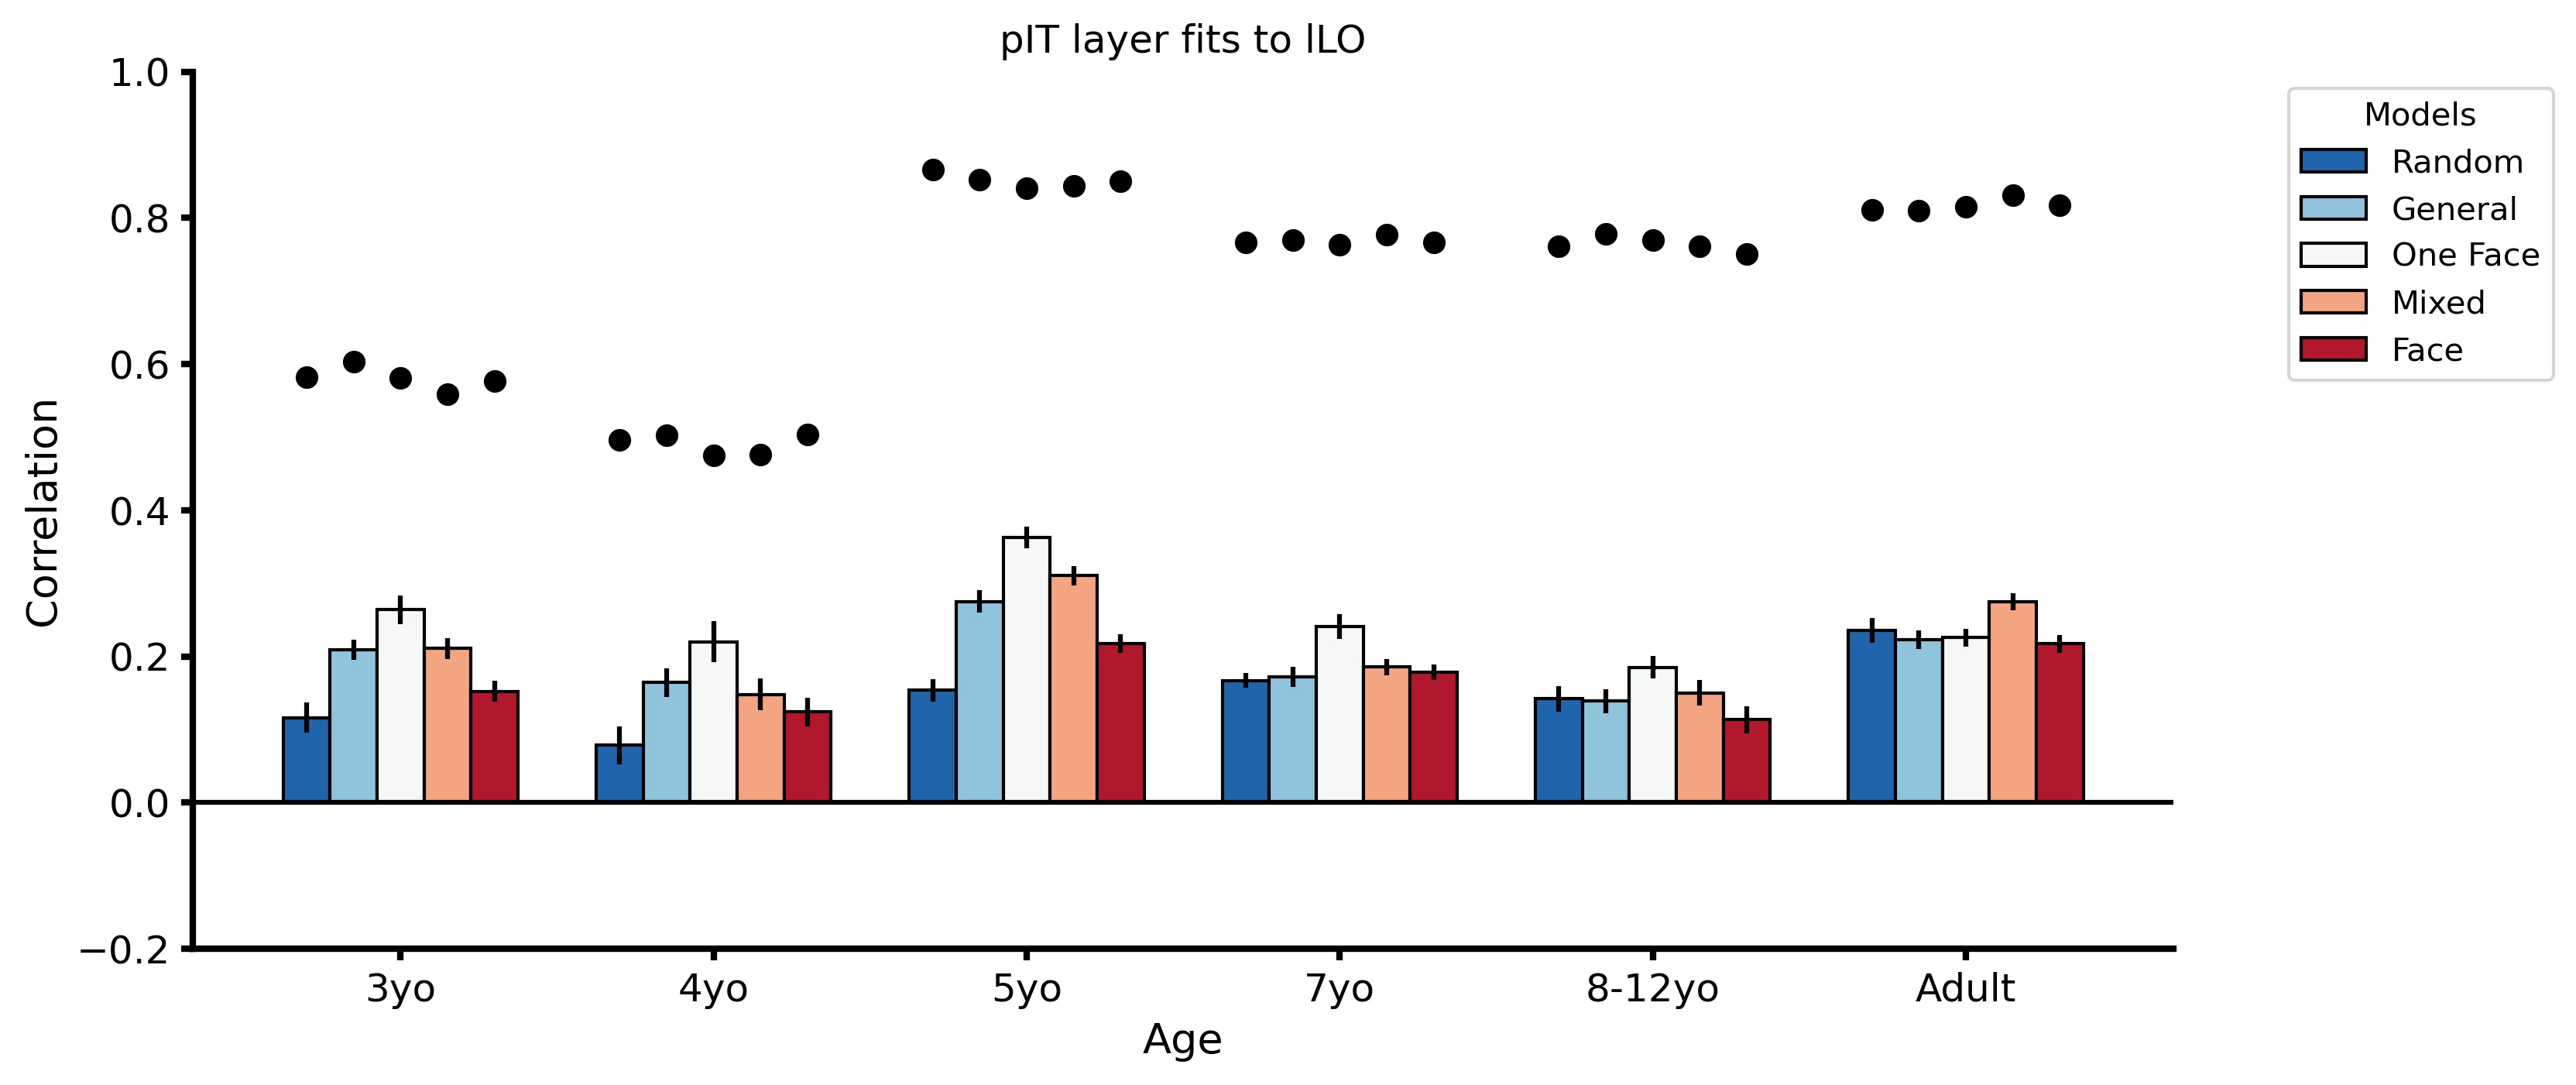 pIT layer fits to lLO
1.0
0.8
0.6
0.4
0.2
0.0
−0.2
Correlation
3yo
4yo
5yo
7yo
8-12yo
Adult
Age
Models
Random
General
One Face
Mixed
Face